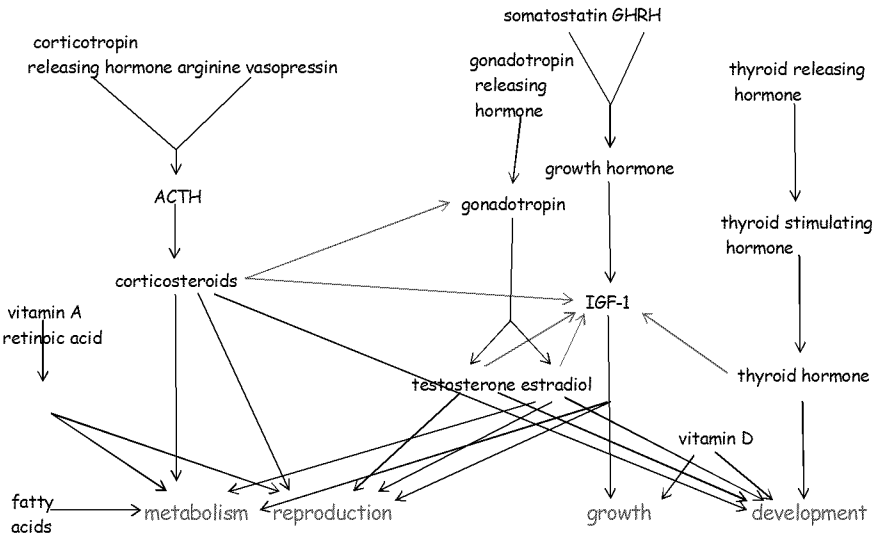 somatostatin GHRH
corticotropin
releasing hormone arginine vasopressin
gonadotropin
releasing
hormone
thyroid releasing
hormone
growth hormone
ACTH
gonadotropin
thyroid stimulating
hormone
corticosteroids
IGF-1
vitamin A
retinoic acid
testosterone estradiol
thyroid hormone
vitamin D
fatty
acids
metabolism
reproduction
growth
development